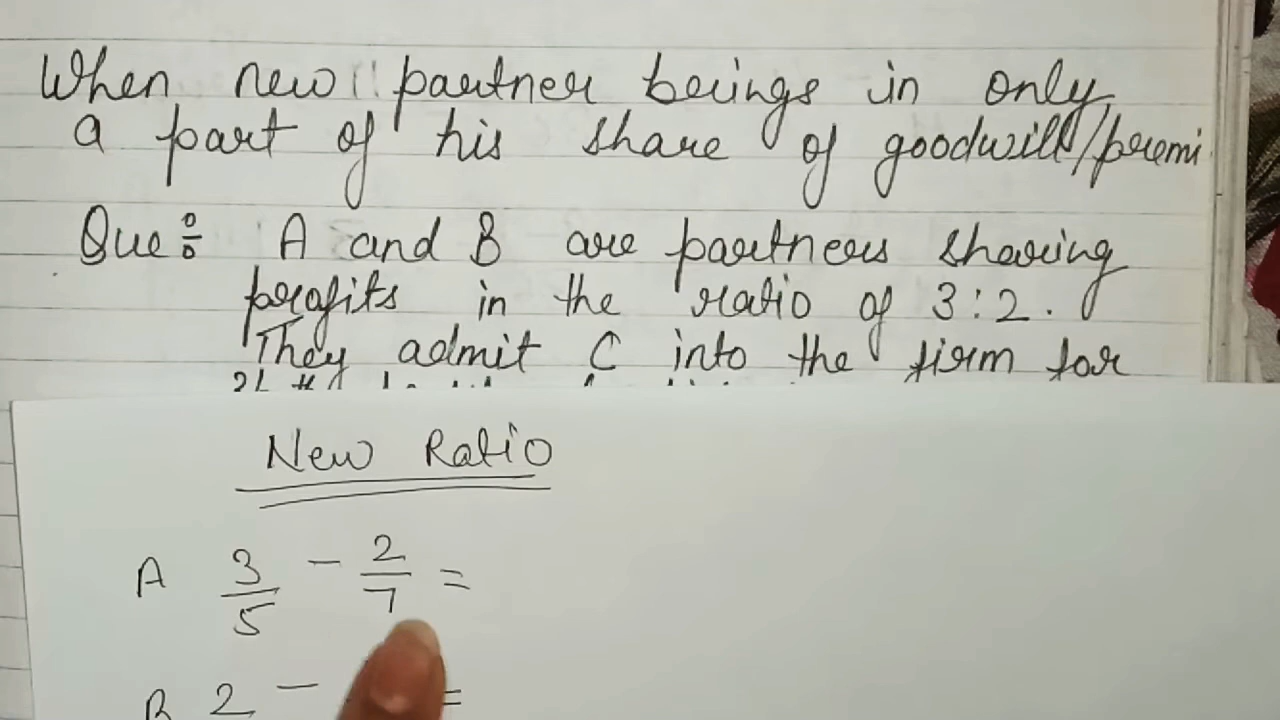 When new partner brings in only
a part of his share of goodwill/premi
Que: A and B are partners sharing
profits in the ratio of 3:2.
They admit C into the firm for
New Ratio
A 3/5 - 2/7 =
B 2 - =